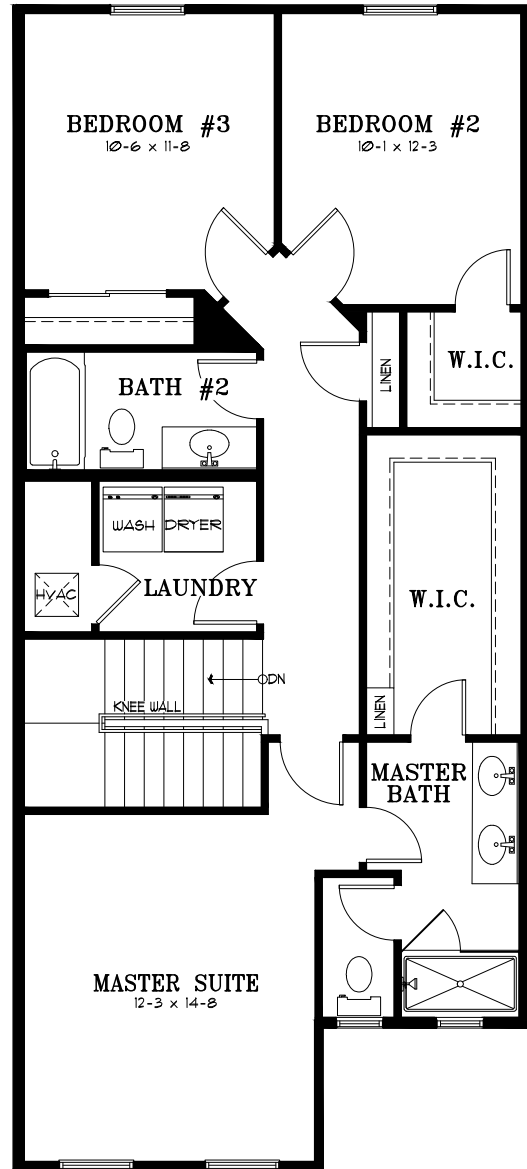 BEDROOM #3
10-6 x 11-8
BEDROOM #2
10-1 x 12-3
W.I.C.
LINEN
BATH #2
WASH
DRYER
LAUNDRY
HVAC
W.I.C.
DN
KNEE WALL
LINEN
MASTER
BATH
MASTER SUITE
12-3 x 14-8